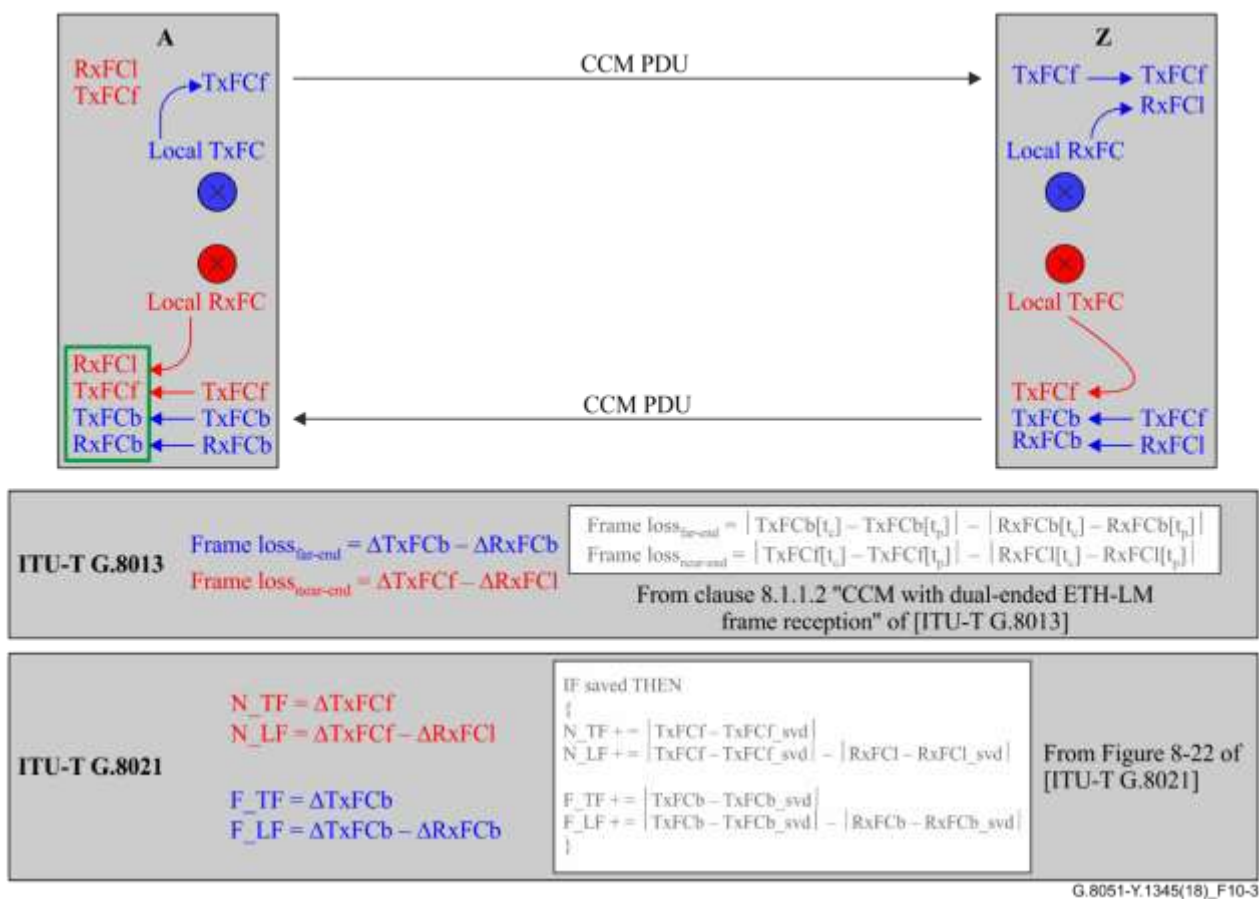 A
RxFCl
TxFCf
TxFCf
Local TxFC
Local RxFC
RxFCl
TxFCf TxFCf
TxFCb TxFCb
RxFCb RxFCb
CCM PDU
CCM PDU
Z
TxFCf TxFCf
RxFCl
Local RxFC
Local TxFC
TxFCf
TxFCb TxFCf
RxFCb RxFCl
ITU-T G.8013
Frame loss far-end = ΔTxFCb – ΔRxFCb
Frame loss near-end = ΔTxFCf – ΔRxFCl
Frame loss far-end = |TxFCb[tc] – TxFCb[tp]| – |RxFCb[tc] – RxFCb[tp]|
Frame loss near-end = |TxFCf[tc] – TxFCf[tp]| – |RxFCl[tc] – RxFCl[tp]|
From clause 8.1.1.2 "CCM with dual-ended ETH-LM
frame reception" of [ITU-T G.8013]
ITU-T G.8021
N_TF = ΔTxFCf
N_LF = ΔTxFCf – ΔRxFCl
F_TF = ΔTxFCb
F_LF = ΔTxFCb – ΔRxFCb
IF saved THEN
{
N_TF + = |TxFCf – TxFCf_svd|
N_LF + = |TxFCf – TxFCf_svd| – |RxFCl – RxFCl_svd|
F_TF + = |TxFCb – TxFCb_svd|
F_LF + = |TxFCb – TxFCb_svd| – |RxFCb – RxFCb_svd|
}
From Figure 8-22 of
[ITU-T G.8021]
G.8051-Y.1345(18)_F10-3